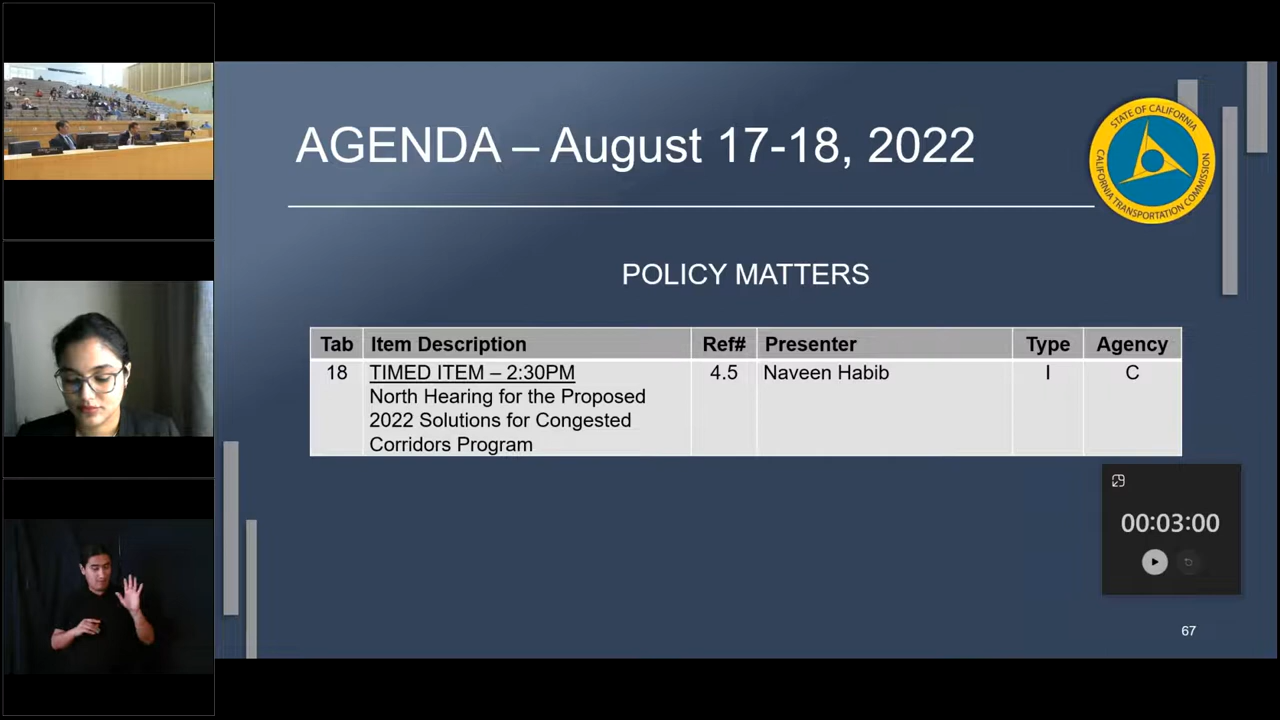 AGENDA – August 17-18, 2022
STATE OF CALIFORNIA
CALIFORNIA TRANSPORTATION COMMISSION
POLICY MATTERS
Tab Item Description Ref# Presenter Type Agency
18 TIMED ITEM – 2:30PM 4.5 Naveen Habib I C
North Hearing for the Proposed
2022 Solutions for Congested
Corridors Program
00:03:00
67